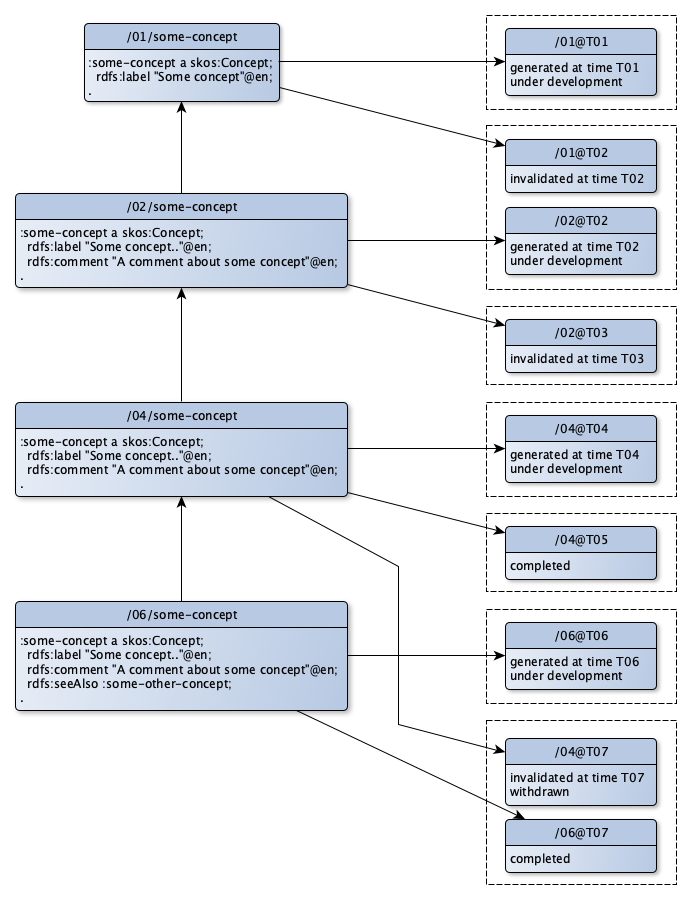 /01/some-concept
:some-concept a skos:Concept;
rdfs:label "Some concept"@en;
.
/01@T01
generated at time T01
under development
/01@T02
invalidated at time T02
/02/some-concept
:some-concept a skos:Concept;
rdfs:label "Some concept.."@en;
rdfs:comment "A comment about some concept"@en;
.
/02@T02
generated at time T02
under development
/02@T03
invalidated at time T03
/04/some-concept
:some-concept a skos:Concept;
rdfs:label "Some concept.."@en;
rdfs:comment "A comment about some concept"@en;
.
/04@T04
generated at time T04
under development
/04@T05
completed
/06/some-concept
:some-concept a skos:Concept;
rdfs:label "Some concept.."@en;
rdfs:comment "A comment about some concept"@en;
rdfs:seeAlso :some-other-concept;
.
/06@T06
generated at time T06
under development
/04@T07
invalidated at time T07
withdrawn
/06@T07
completed